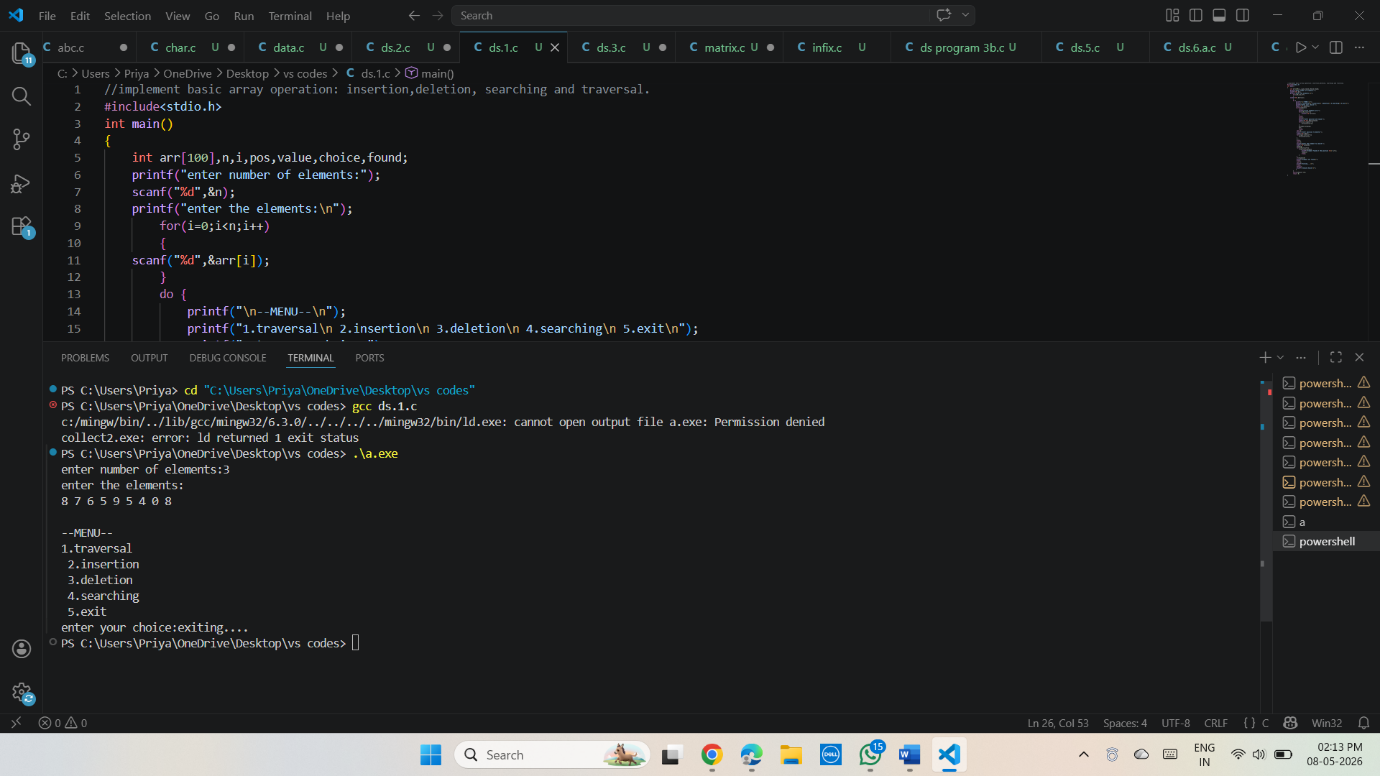 File Edit Selection View Go Run Terminal Help Search
abc.c char.c U data.c U ds.2.c U ds.1.c U ds.3.c U matrix.c U infix.c U ds program 3b.c U ds.5.c U ds.6.a.c U C
C: > Users > Priya > OneDrive > Desktop > vs codes > C ds.1.c > main()
1 //implement basic array operation: insertion,deletion, searching and traversal.
2 #include<stdio.h>
3 int main()
4 {
5 int arr[100],n,i,pos,value,choice,found;
6 printf("enter number of elements:");
7 scanf("%d",&n);
8 printf("enter the elements:\n");
9 for(i=0;i<n;i++)
10 {
11 scanf("%d",&arr[i]);
12 }
13 do {
14 printf("\n--MENU--\n");
15 printf("1.traversal\n 2.insertion\n 3.deletion\n 4.searching\n 5.exit\n");
PROBLEMS OUTPUT DEBUG CONSOLE TERMINAL PORTS
PS C:\Users\Priya> cd "C:\Users\Priya\OneDrive\Desktop\vs codes"
PS C:\Users\Priya\OneDrive\Desktop\vs codes> gcc ds.1.c
c:/mingw/bin/../lib/gcc/mingw32/6.3.0/../../../../mingw32/bin/ld.exe: cannot open output file a.exe: Permission denied
collect2.exe: error: ld returned 1 exit status
PS C:\Users\Priya\OneDrive\Desktop\vs codes> .\a.exe
enter number of elements:3
enter the elements:
8 7 6 5 9 5 4 0 8
--MENU--
1.traversal
2.insertion
3.deletion
4.searching
5.exit
enter your choice:exiting....
PS C:\Users\Priya\OneDrive\Desktop\vs codes>
powersh...
powersh...
powersh...
powersh...
powersh...
powersh...
powersh...
a
powershell
11
1
0 0 Ln 26, Col 53 Spaces: 4 UTF-8 CRLF {} C Win32
Search DELL 15 W ENG IN 02:13 PM 08-05-2026